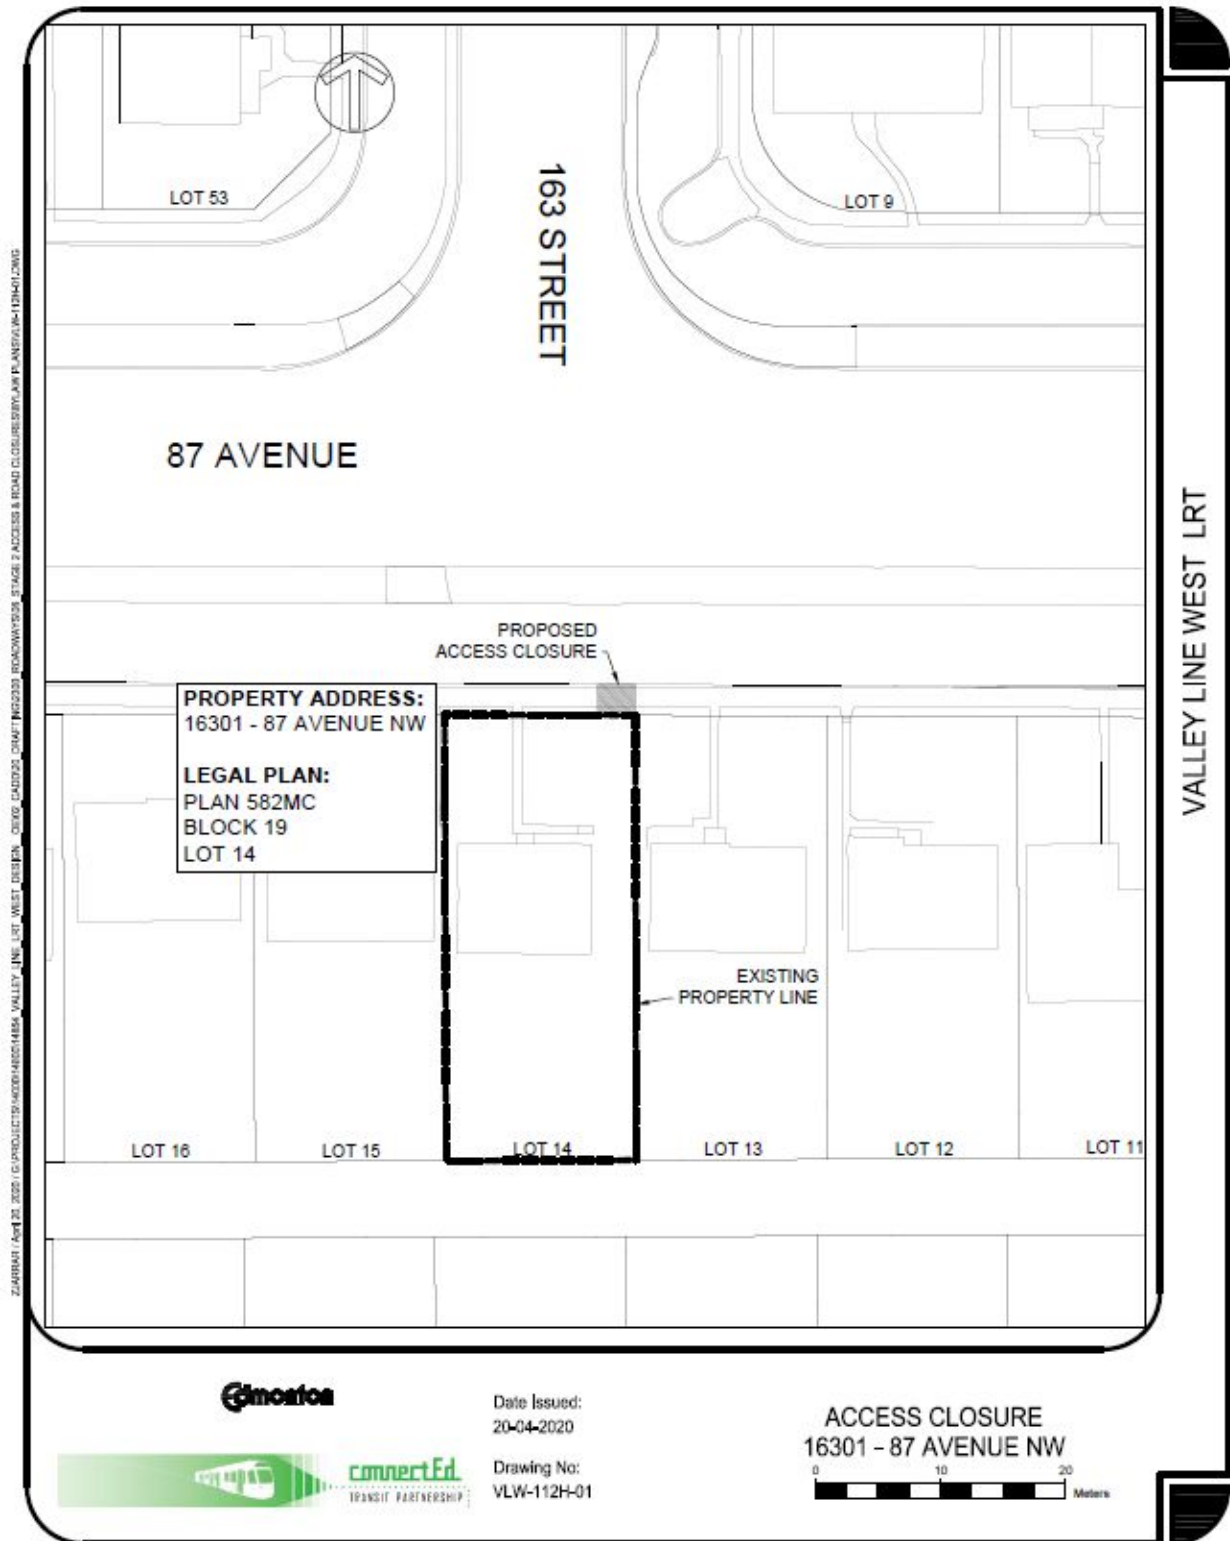 LOT 53
163 STREET
LOT 9
87 AVENUE
PROPOSED
ACCESS CLOSURE
PROPERTY ADDRESS:
16301 - 87 AVENUE NW
LEGAL PLAN:
PLAN 582MC
BLOCK 19
LOT 14
EXISTING
PROPERTY LINE
LOT 16
LOT 15
LOT 14
LOT 13
LOT 12
LOT 11
VALLEY LINE WEST LRT
Edmonton
connectEd
TRANSIT PARTNERSHIP
Date Issued:
20-04-2020
Drawing No:
VLW-112H-01
ACCESS CLOSURE
16301 - 87 AVENUE NW
0 10 20
Meters